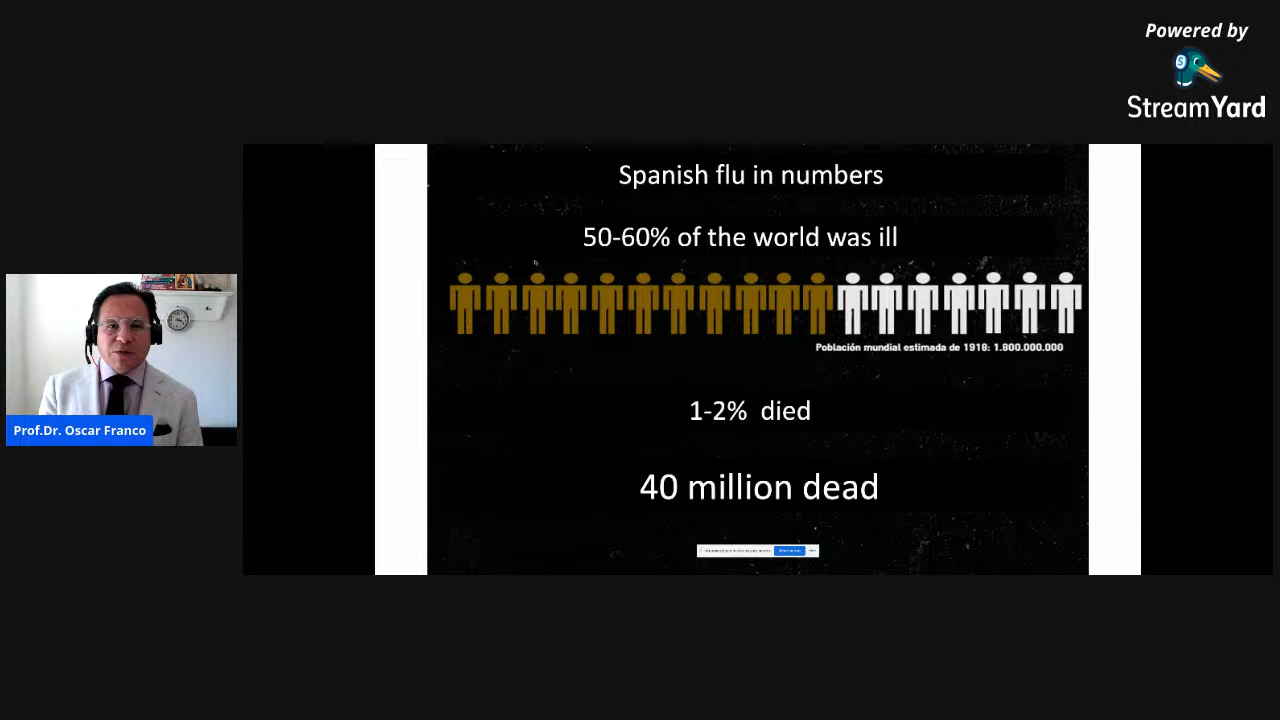 Powered by
StreamYard
Spanish flu in numbers
50-60% of the world was ill
Población mundial estimada de 1918: 1.800.000.000
1-2% died
40 million dead
Prof.Dr. Oscar Franco